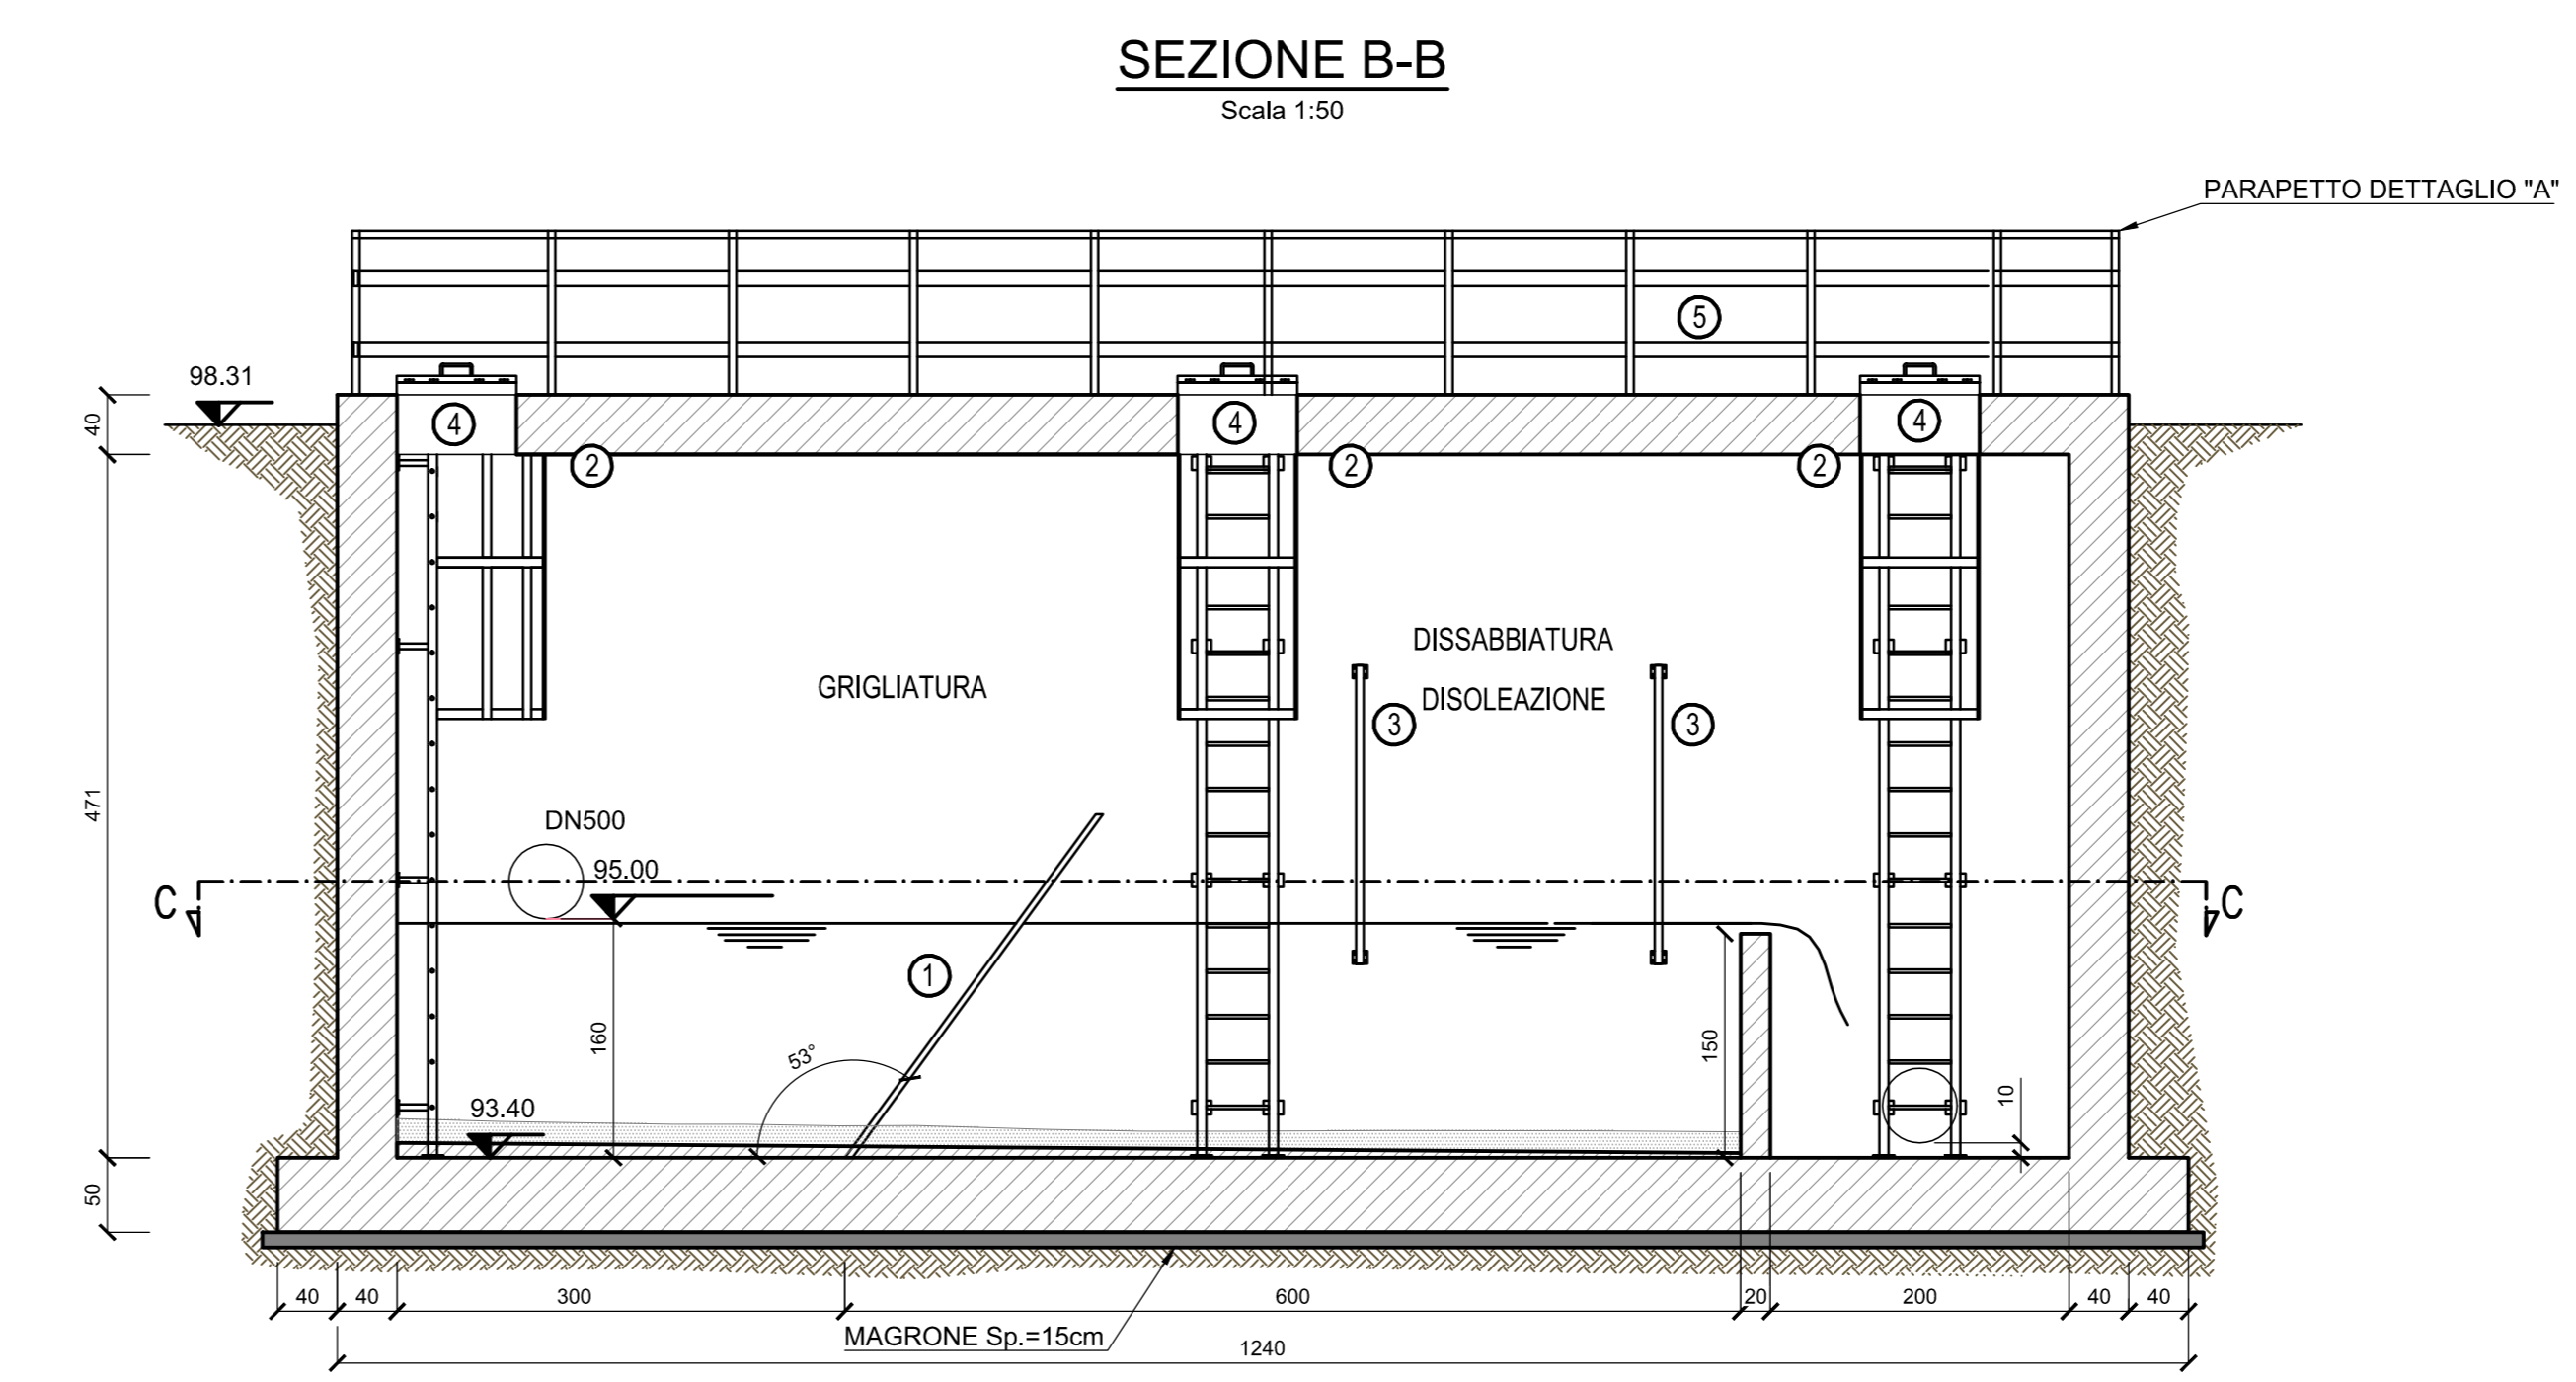 SEZIONE B-B
Scala 1:50
PARAPETTO DETTAGLIO "A"
5
98.31
4
4
4
40
2
2
2
DISSABBIATURA
GRIGLIATURA
DISOLEAZIONE
3
3
471
DN500
95.00
C
C
1
160
53°
150
10
93.40
50
40
40
300
600
20
200
40
40
MAGRONE Sp.=15cm
1240